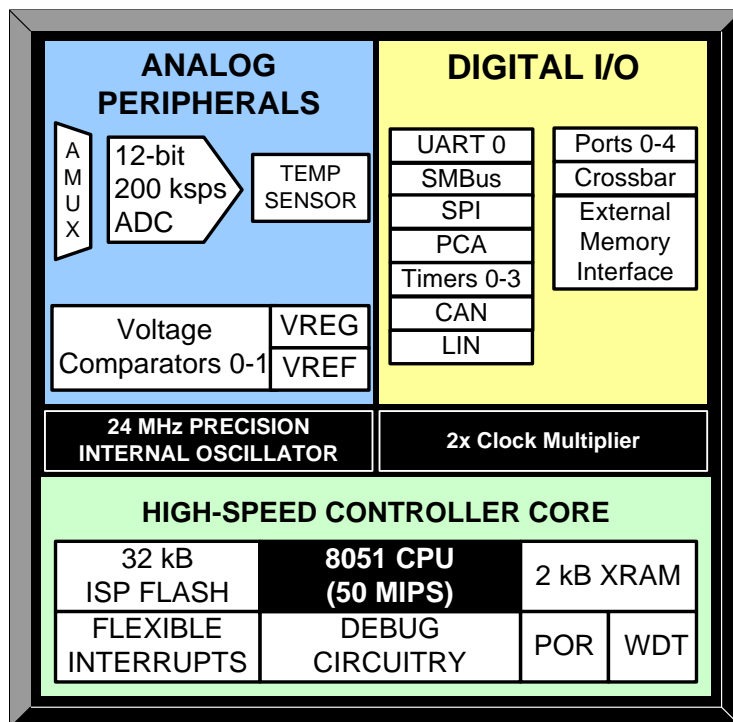 ANALOG
PERIPHERALS
A
M
U
X
12-bit
200 ksps
ADC
TEMP
SENSOR
Voltage
Comparators 0-1
VREG
VREF
DIGITAL I/O
UART 0
SMBus
SPI
PCA
Timers 0-3
CAN
LIN
Ports 0-4
Crossbar
External
Memory
Interface
24 MHz PRECISION
INTERNAL OSCILLATOR
2x Clock Multiplier
HIGH-SPEED CONTROLLER CORE
32 kB
ISP FLASH
8051 CPU
(50 MIPS)
2 kB XRAM
FLEXIBLE
INTERRUPTS
DEBUG
CIRCUITRY
POR
WDT